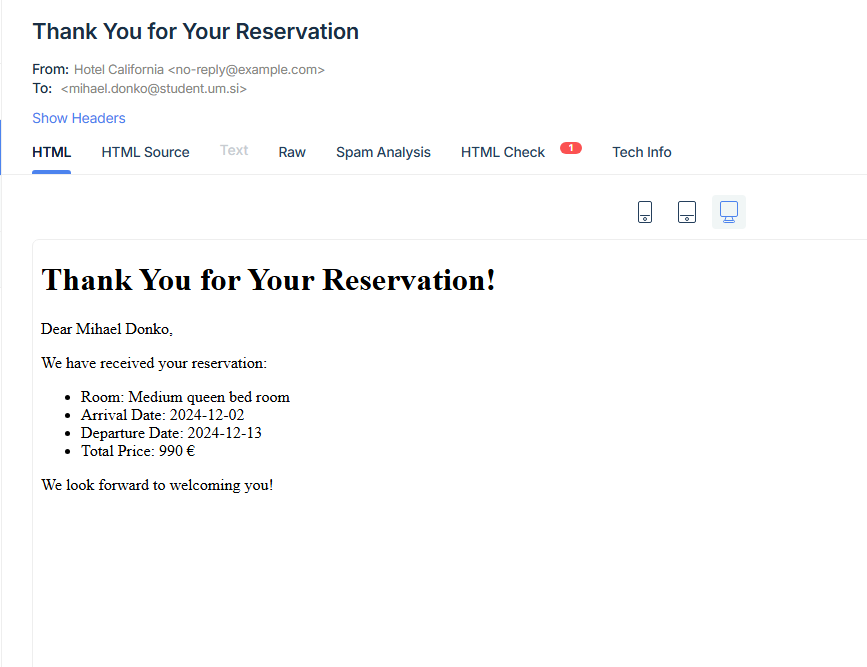 Thank You for Your Reservation
From: Hotel California <no-reply@example.com>
To: <mihael.donko@student.um.si>
Show Headers
HTML HTML Source Text Raw Spam Analysis HTML Check 1 Tech Info
Thank You for Your Reservation!
Dear Mihael Donko,
We have received your reservation:
• Room: Medium queen bed room
• Arrival Date: 2024-12-02
• Departure Date: 2024-12-13
• Total Price: 990 €
We look forward to welcoming you!